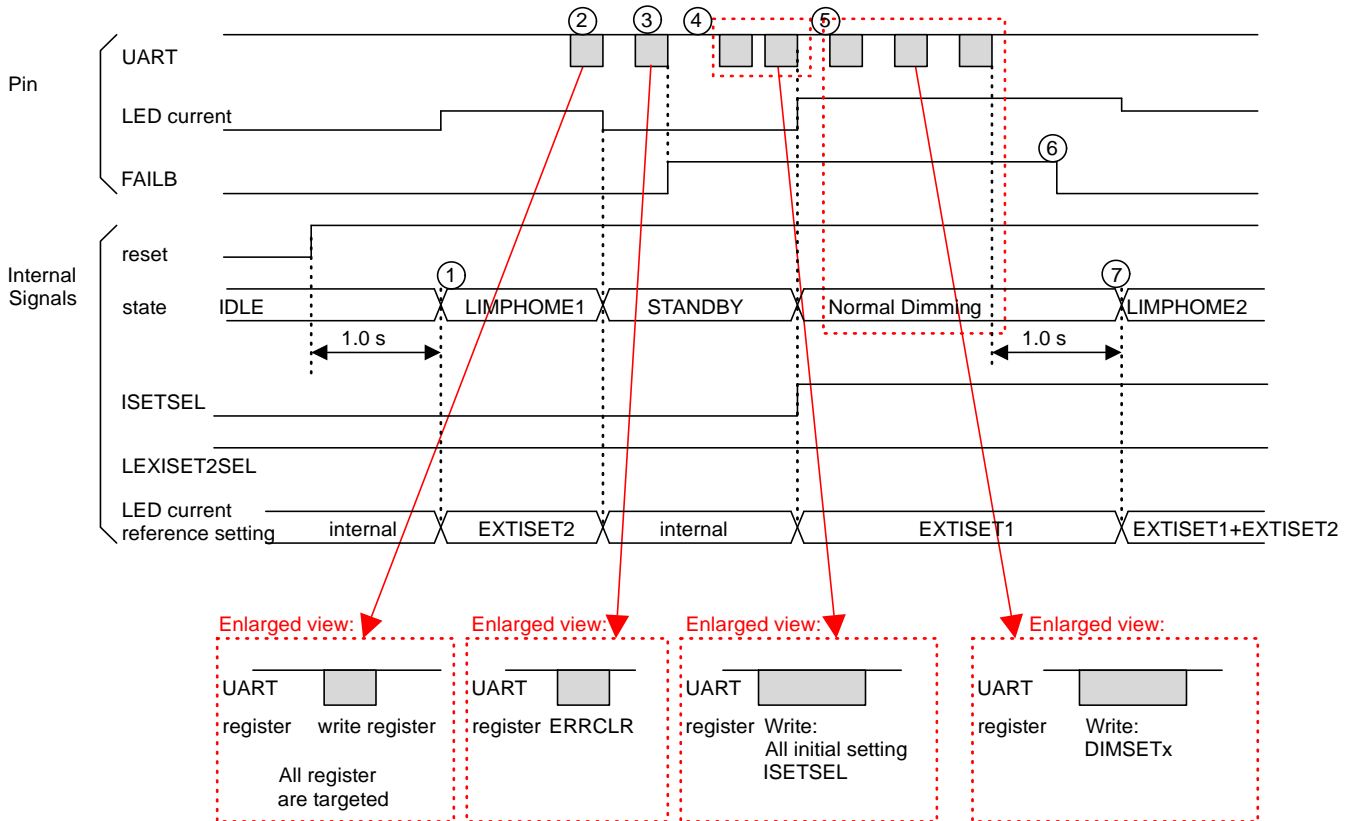 ② ③ ④ ⑤
Pin
UART
LED current
⑥
FAILB
reset
Internal
Signals
① ⑦
state IDLE LIMPHOME1 STANDBY Normal Dimming LIMPHOME2
1.0 s 1.0 s
ISETSEL
LEXISET2SEL
LED current
reference setting internal EXTISET2 internal EXTISET1 EXTISET1+EXTISET2
Enlarged view: Enlarged view: Enlarged view: Enlarged view:
UART UART UART UART
register write register register ERRCLR register Write: register Write:
All initial setting DIMSETx
ISETSEL
All register
are targeted